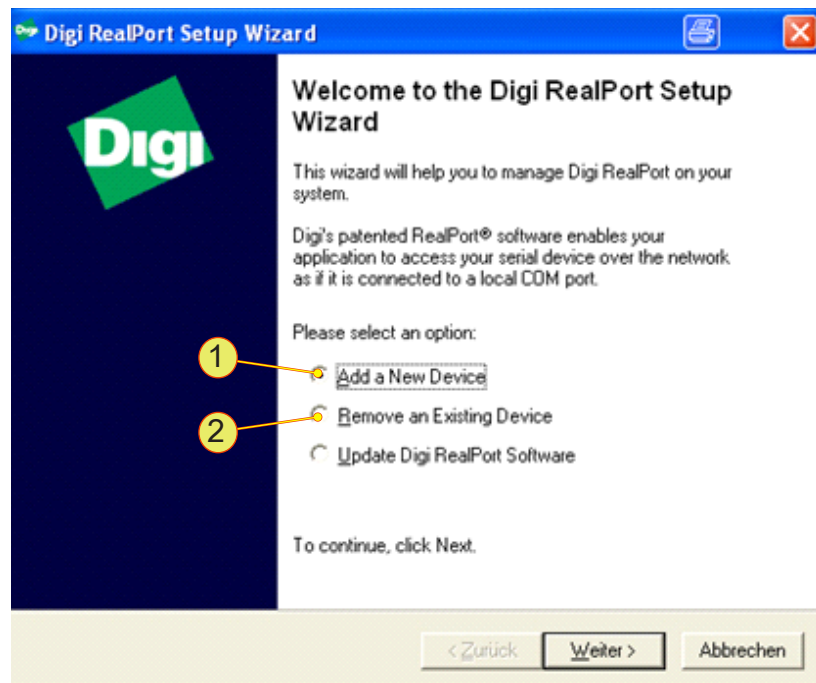 Digi RealPort Setup Wizard
Digi
Welcome to the Digi RealPort Setup
Wizard
This wizard will help you to manage Digi RealPort on your
system.
Digi's patented RealPort® software enables your
application to access your serial device over the network
as if it is connected to a local COM port.
Please select an option:
1
Add a New Device
2
Remove an Existing Device
Update Digi RealPort Software
To continue, click Next.
< Zurück Weiter > Abbrechen